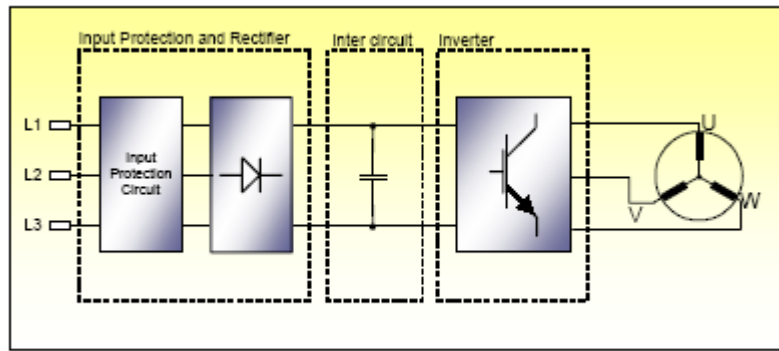 Input Protection and Rectifier
Inter circuit
Inverter
L1
L2
L3
Input
Protection
Circuit
U
V
W